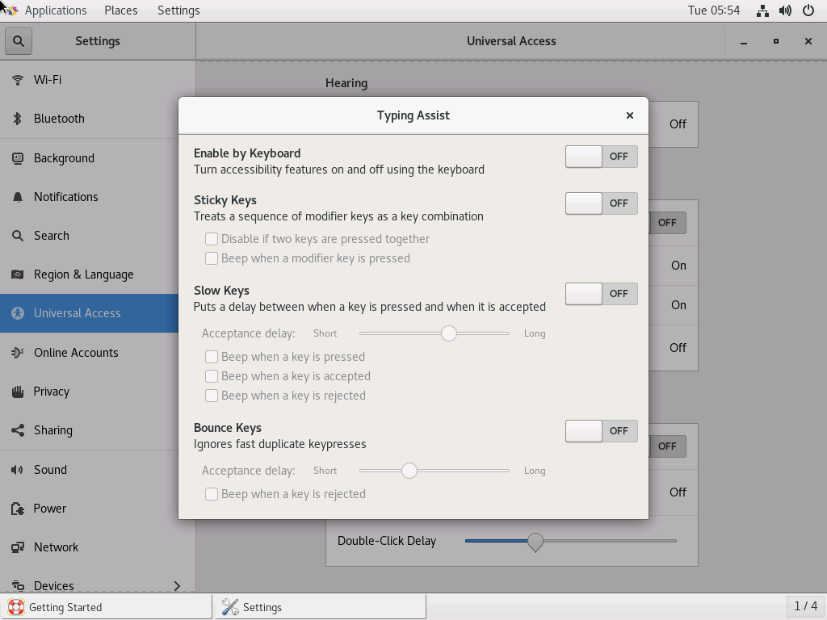 Applications Places Settings Tue 05:54
Settings Universal Access
Wi-Fi
Bluetooth
Background
Notifications
Search
Region & Language
Universal Access
Online Accounts
Privacy
Sharing
Sound
Power
Network
Devices
Hearing
Off
OFF
On
On
Off
OFF
Off
Double-Click Delay
Typing Assist
Enable by Keyboard OFF
Turn accessibility features on and off using the keyboard
Sticky Keys OFF
Treats a sequence of modifier keys as a key combination
Disable if two keys are pressed together
Beep when a modifier key is pressed
Slow Keys OFF
Puts a delay between when a key is pressed and when it is accepted
Acceptance delay: Short Long
Beep when a key is pressed
Beep when a key is accepted
Beep when a key is rejected
Bounce Keys OFF
Ignores fast duplicate keypresses
Acceptance delay: Short Long
Beep when a key is rejected
Getting Started Settings 1 / 4